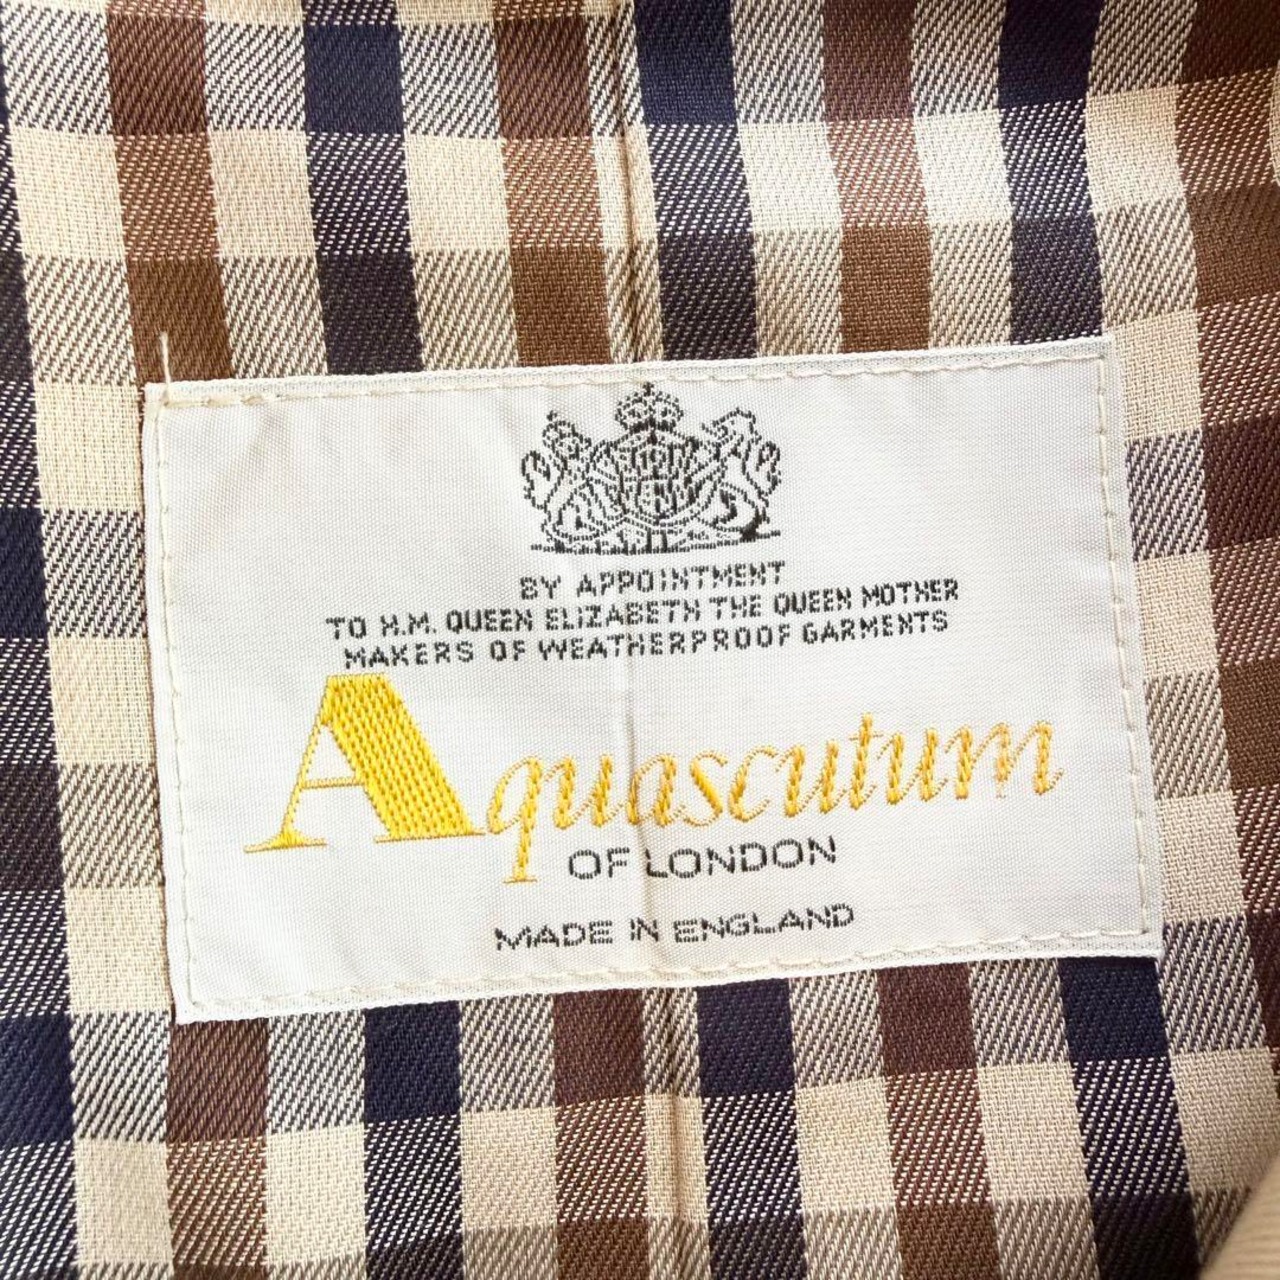 BY APPOINTMENT
TO H.M. QUEEN ELIZABETH THE QUEEN MOTHER
MAKERS OF WEATHERPROOF GARMENTS
Aquascutum
OF LONDON
MADE IN ENGLAND